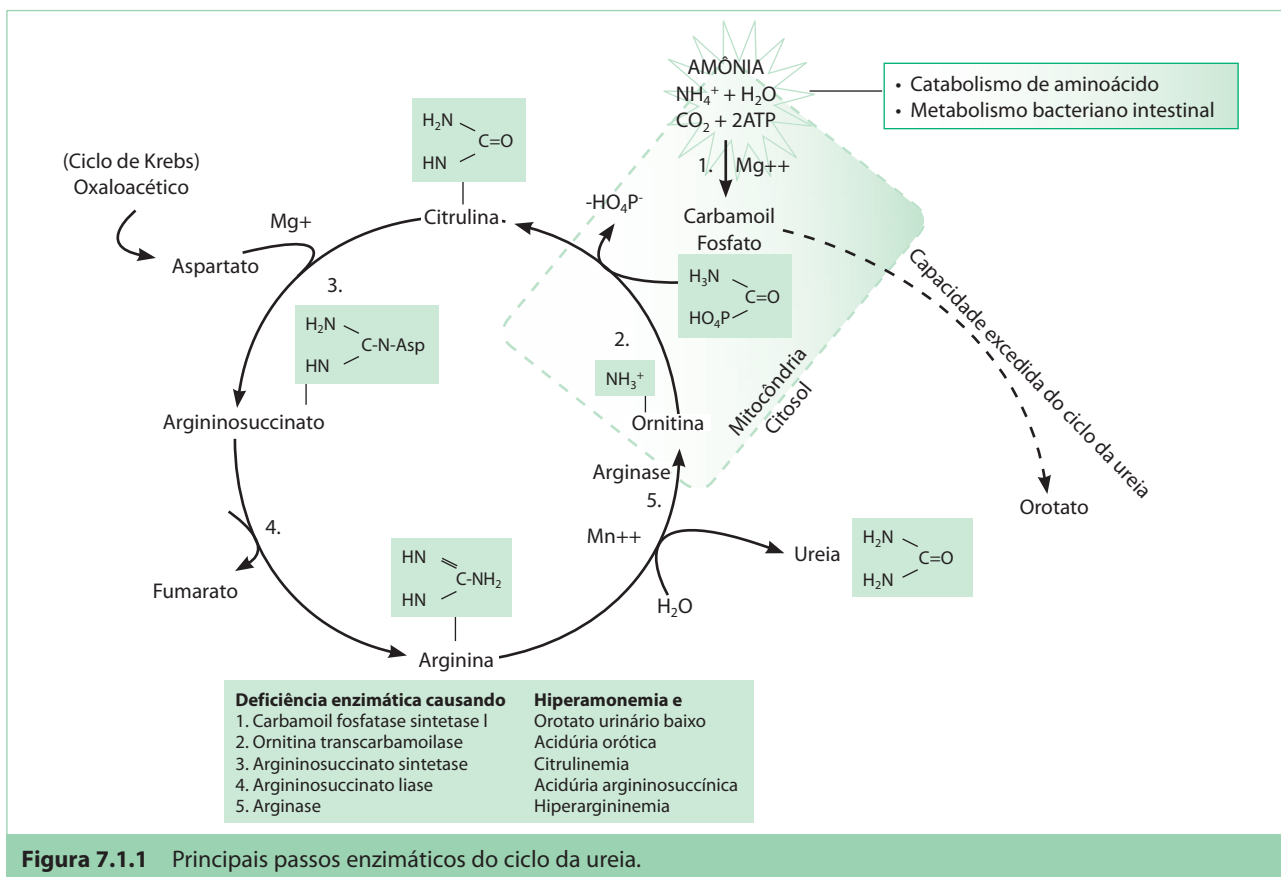 AMÔNIA
NH₄⁺ + H₂O
CO₂ + 2ATP
• Catabolismo de aminoácido
• Metabolismo bacteriano intestinal
1.
Mg++
Carbamoil
Fosfato
H₃N
C=O
HO₄P
-HO₄P⁻
H₂N
C=O
HN
Citrulina
(Ciclo de Krebs)
Oxaloacético
Mg+
Aspartato
3.
H₂N
C-N-Asp
HN
Argininosuccinato
2.
NH₃⁺
Ornitina
Mitocôndria
Citosol
Capacidade excedida do ciclo da ureia
Orotato
Arginase
5.
Mn++
H₂O
Ureia
H₂N
C=O
H₂N
4.
Fumarato
HN
C-NH₂
HN
Arginina
Deficiência enzimática causando Hiperamonemia e
1. Carbamoil fosfatase sintetase I Orotato urinário baixo
2. Ornitina transcarbamoilase Acidúria orótica
3. Argininosuccinato sintetase Citrulinemia
4. Argininosuccinato liase Acidúria argininosuccínica
5. Arginase Hiperargininemia
Figura 7.1.1 Principais passos enzimáticos do ciclo da ureia.